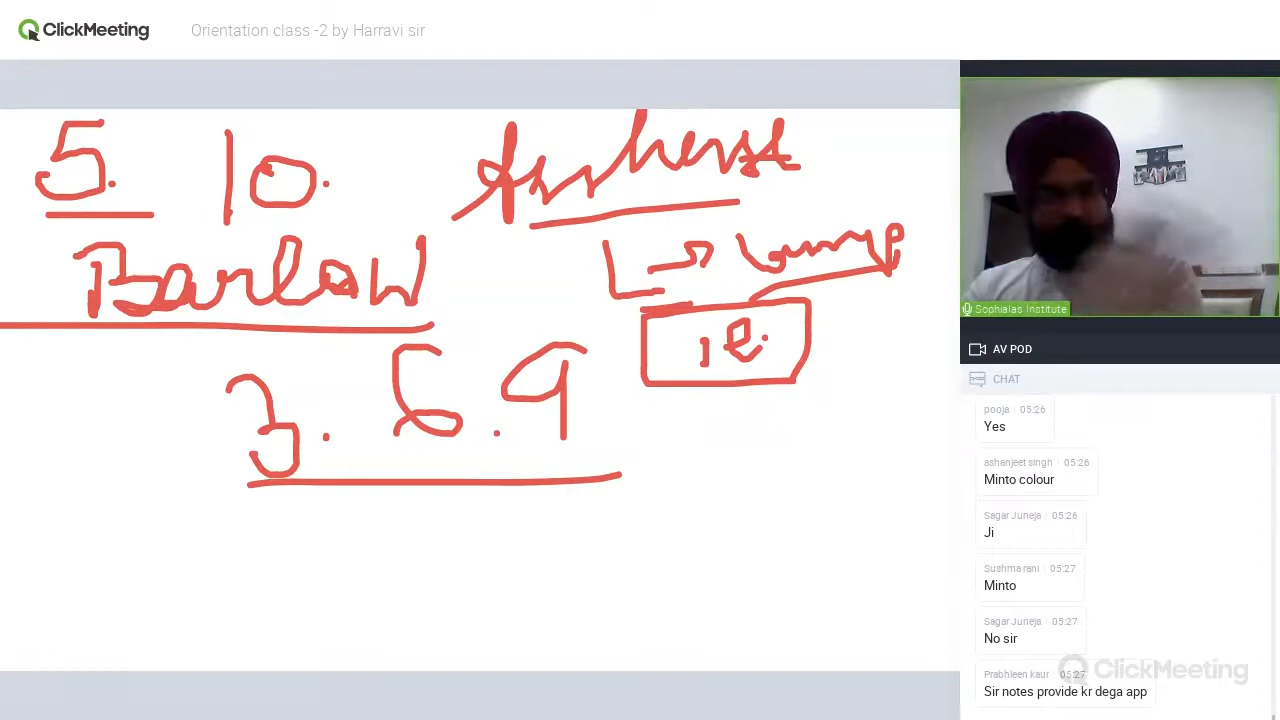 ClickMeeting
Orientation class -2 by Harravi sir
5. 10. Amherst
Barlow
3. 6. 9
Sophialas Institute
AV POD
CHAT
pooja 05:26
Yes
ashanjeet singh 05:26
Minto colour
Sagar Juneja 05:26
Ji
Sushma rani 05:27
Minto
Sagar Juneja 05:27
No sir
Prabhleen kaur 05:27
Sir notes provide kr dega app
ClickMeeting